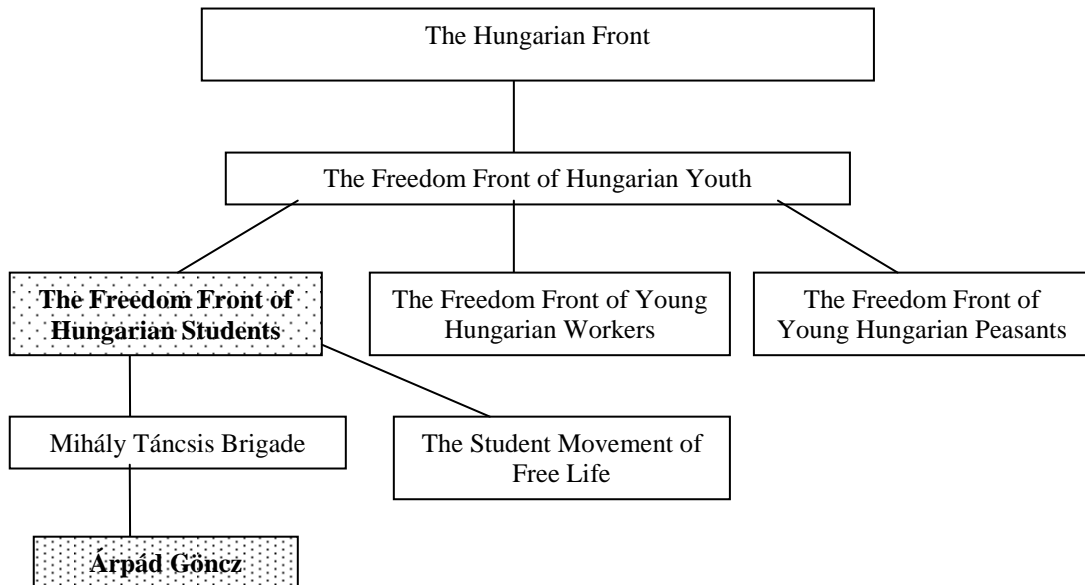 The Hungarian Front
The Freedom Front of Hungarian Youth
The Freedom Front of
Hungarian Students
The Freedom Front of Young
Hungarian Workers
The Freedom Front of
Young Hungarian Peasants
Mihály Táncsis Brigade
The Student Movement of
Free Life
Árpád Göncz